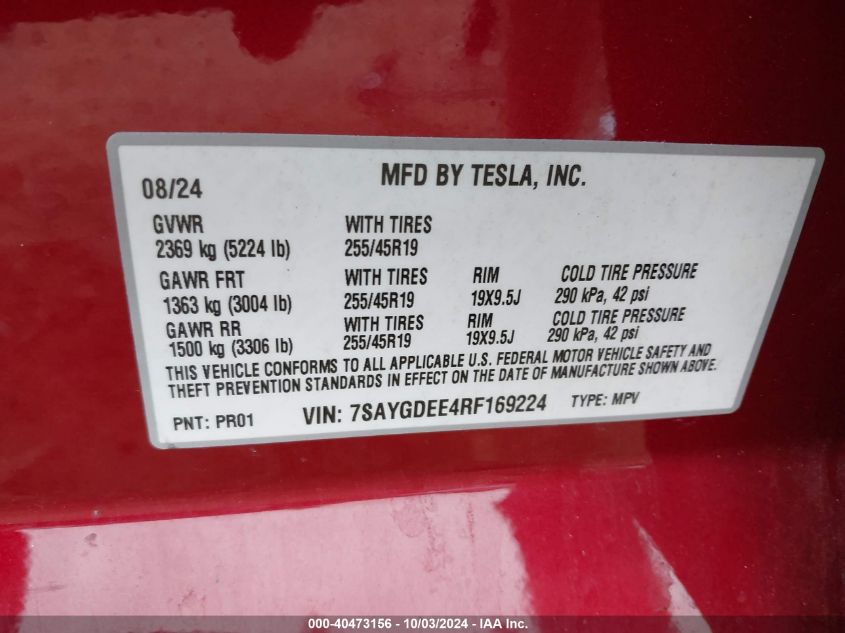 08/24 MFD BY TESLA, INC.
GVWR WITH TIRES
2369 kg (5224 lb) 255/45R19
GAWR FRT WITH TIRES RIM COLD TIRE PRESSURE
1363 kg (3004 lb) 255/45R19 19X9.5J 290 kPa, 42 psi
GAWR RR WITH TIRES RIM COLD TIRE PRESSURE
1500 kg (3306 lb) 255/45R19 19X9.5J 290 kPa, 42 psi
THIS VEHICLE CONFORMS TO ALL APPLICABLE U.S. FEDERAL MOTOR VEHICLE SAFETY AND
THEFT PREVENTION STANDARDS IN EFFECT ON THE DATE OF MANUFACTURE SHOWN ABOVE.
PNT: PR01 VIN: 7SAYGDEE4RF169224 TYPE: MPV
000-40473156 - 10/03/2024 - IAA Inc.